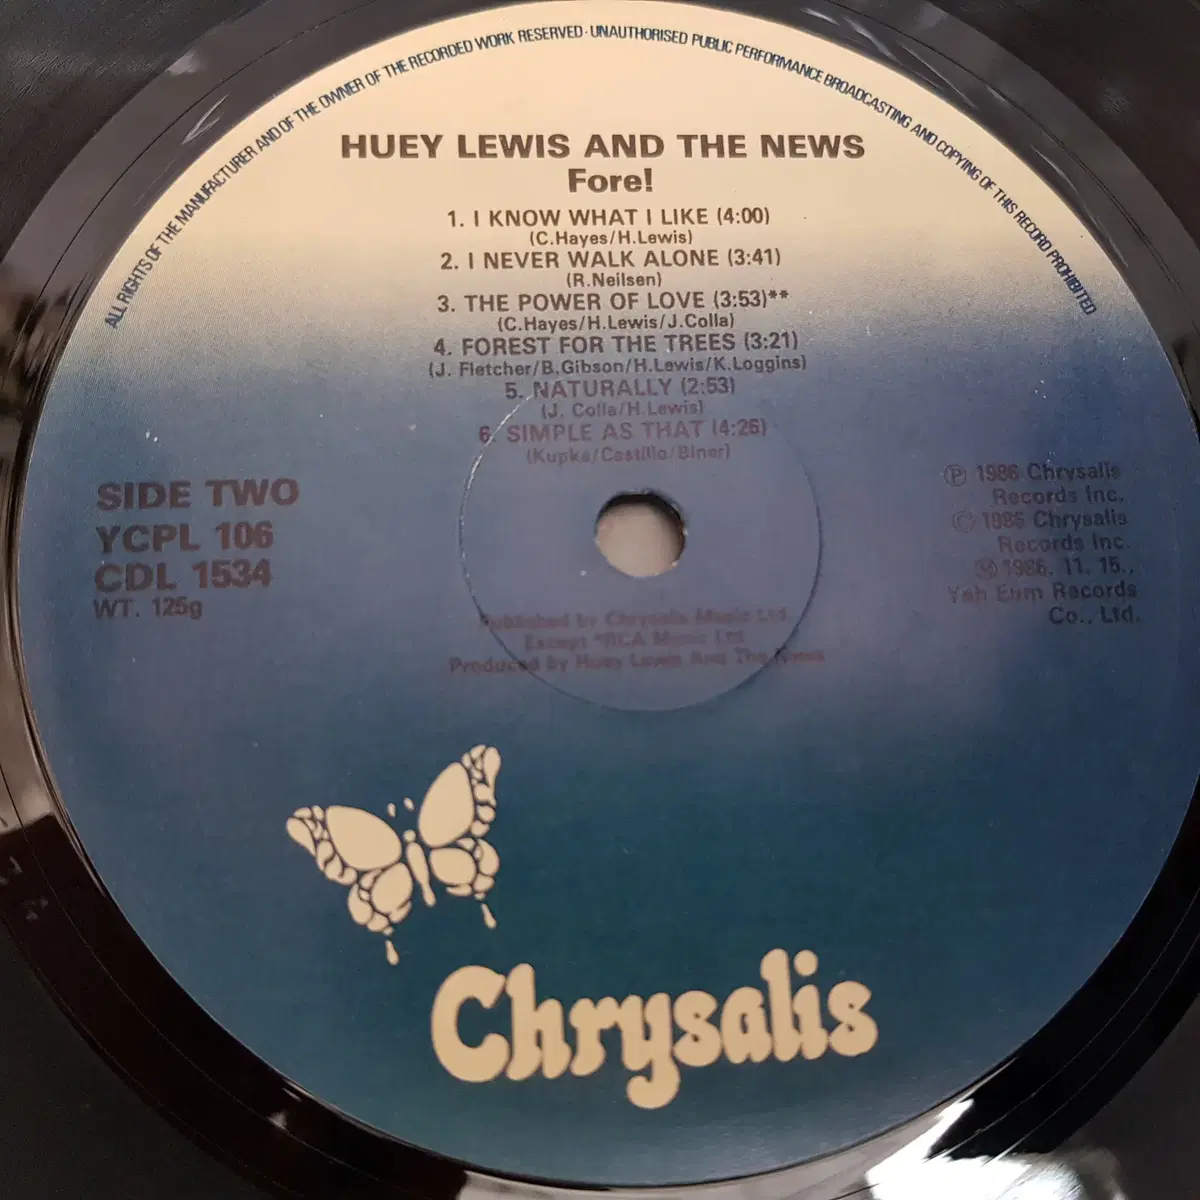 ALL RIGHTS OF THE MANUFACTURER AND OF THE OWNER OF THE RECORDED WORK RESERVED · UNAUTHORISED PUBLIC PERFORMANCE BROADCASTING AND COPYING OF THIS RECORD PROHIBITED
HUEY LEWIS AND THE NEWS
Fore!
1. I KNOW WHAT I LIKE (4:00)
(C.Hayes/H.Lewis)
2. I NEVER WALK ALONE (3:41)
(R.Neilsen)
3. THE POWER OF LOVE (3:53)**
(C.Hayes/H.Lewis/J.Colla)
4. FOREST FOR THE TREES (3:21)
(J. Fletcher/B.Gibson/H.Lewis/K.Loggins)
5. NATURALLY (2:53)
(J. Colla/H.Lewis)
6. SIMPLE AS THAT (4:26)
(Kupka/Castillo/Biner)
SIDE TWO
YCPL 106
CDL 1534
WT. 125g
Ⓟ 1986 Chrysalis
Records Inc.
© 1986 Chrysalis
Records Inc.
Ⓜ 1986. 11. 15.,
Yeh Eum Records
Co., Ltd.
Published by Chrysalis Music Ltd
Except *RCA Music Ltd
Produced by Huey Lewis And The News
Chrysalis